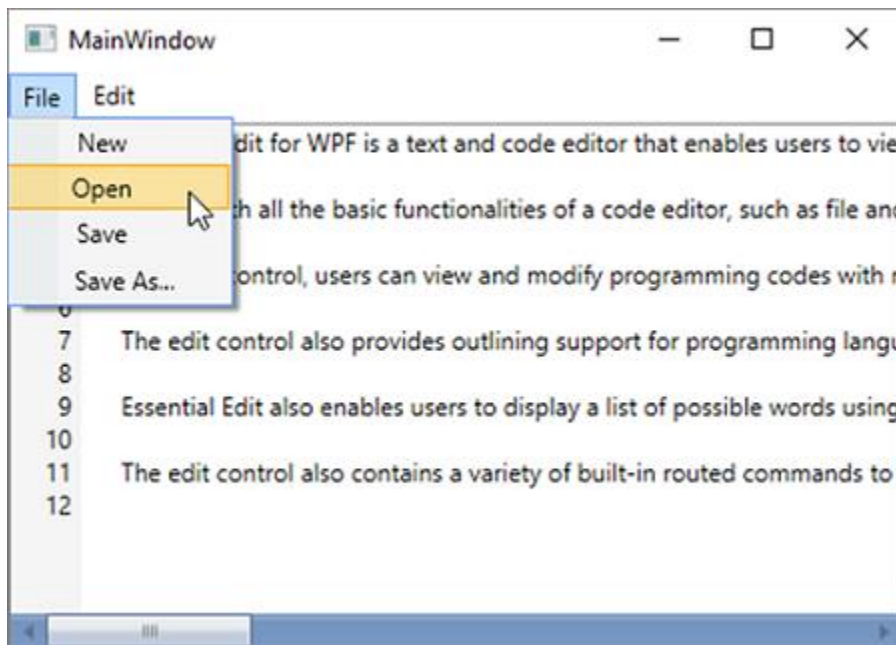 MainWindow
File Edit
New
dit for WPF is a text and code editor that enables users to vie
Open
h all the basic functionalities of a code editor, such as file and
Save
ontrol, users can view and modify programming codes with
Save As...
6
7 The edit control also provides outlining support for programming langu
8
9 Essential Edit also enables users to display a list of possible words using
10
11 The edit control also contains a variety of built-in routed commands to
12